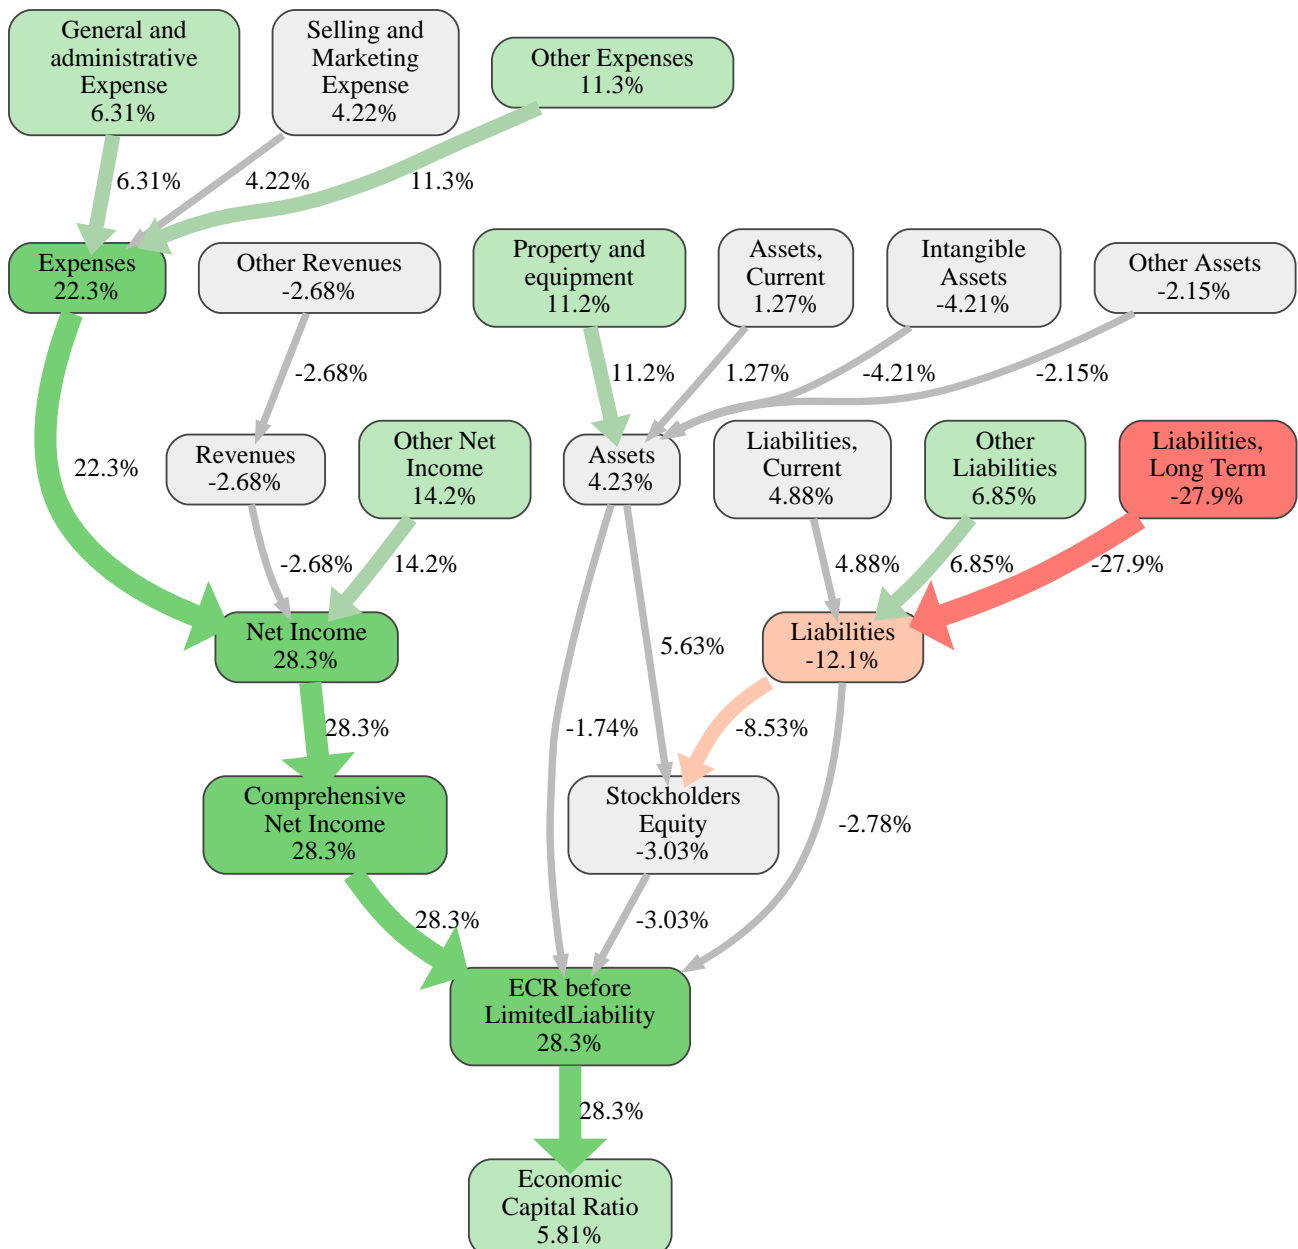 General and
administrative
Expense
6.31%
Selling and
Marketing
Expense
4.22%
Other Expenses
11.3%
6.31%
4.22%
11.3%
Expenses
22.3%
Other Revenues
-2.68%
Property and
equipment
11.2%
Assets,
Current
1.27%
Intangible
Assets
-4.21%
Other Assets
-2.15%
-2.68%
11.2%
1.27%
-4.21%
-2.15%
22.3%
Revenues
-2.68%
Other Net
Income
14.2%
Assets
4.23%
Liabilities,
Current
4.88%
Other
Liabilities
6.85%
Liabilities,
Long Term
-27.9%
-2.68%
14.2%
4.88%
6.85%
-27.9%
Net Income
28.3%
5.63%
Liabilities
-12.1%
28.3%
-1.74%
-8.53%
Comprehensive
Net Income
28.3%
Stockholders
Equity
-3.03%
-2.78%
28.3%
-3.03%
ECR before
LimitedLiability
28.3%
28.3%
Economic
Capital Ratio
5.81%